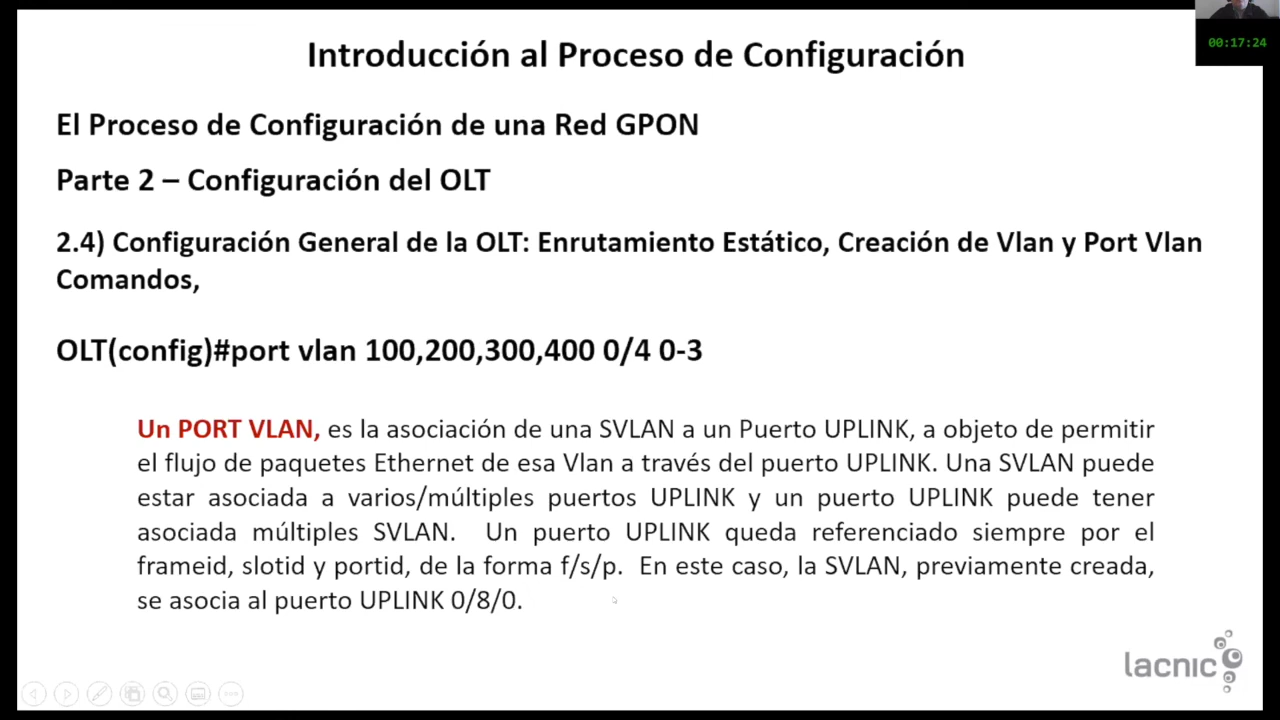 Introducción al Proceso de Configuración
00:17:24
El Proceso de Configuración de una Red GPON
Parte 2 – Configuración del OLT
2.4) Configuración General de la OLT: Enrutamiento Estático, Creación de Vlan y Port Vlan
Comandos,
OLT(config)#port vlan 100,200,300,400 0/4 0-3
Un PORT VLAN, es la asociación de una SVLAN a un Puerto UPLINK, a objeto de permitir
el flujo de paquetes Ethernet de esa Vlan a través del puerto UPLINK. Una SVLAN puede
estar asociada a varios/múltiples puertos UPLINK y un puerto UPLINK puede tener
asociada múltiples SVLAN. Un puerto UPLINK queda referenciado siempre por el
frameid, slotid y portid, de la forma f/s/p. En este caso, la SVLAN, previamente creada,
se asocia al puerto UPLINK 0/8/0.
lacnic